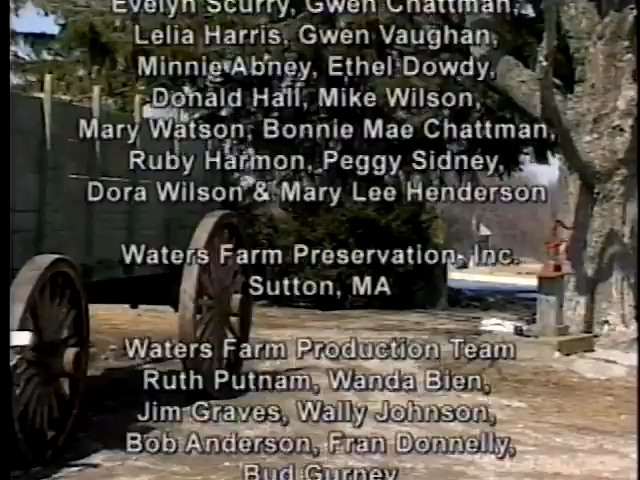 Evelyn Scurry, Gwen Chattman,
Lelia Harris, Gwen Vaughan,
Minnie Abney, Ethel Dowdy,
Donald Hall, Mike Wilson,
Mary Watson, Bonnie Mae Chattman,
Ruby Harmon, Peggy Sidney,
Dora Wilson & Mary Lee Henderson
Waters Farm Preservation, Inc.
Sutton, MA
Waters Farm Production Team
Ruth Putnam, Wanda Bien,
Jim Graves, Wally Johnson,
Bob Anderson, Fran Donnelly,
Bud Gurney